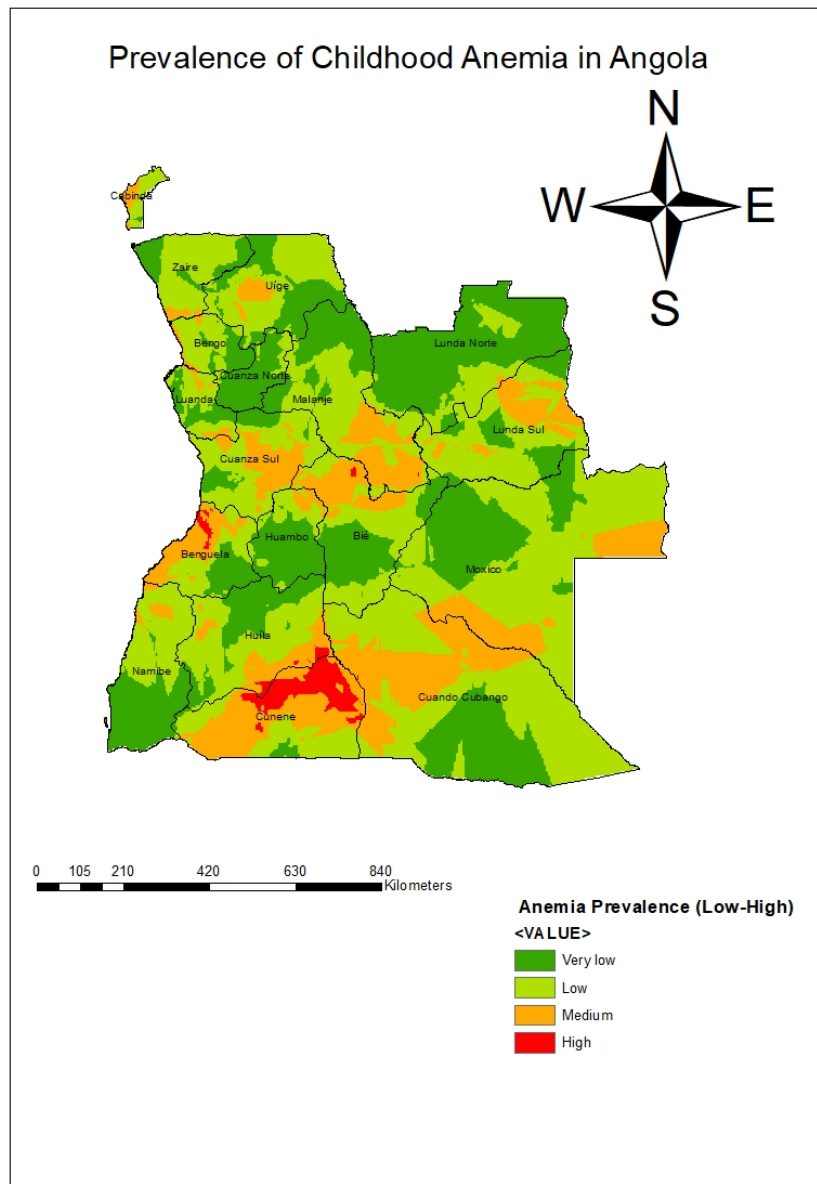 Prevalence of Childhood Anemia in Angola
N
W E
S
Cabinda
Zaire
Uíge
Bengo
Lunda Norte
Cuanza Norte
Luanda
Malanje
Lunda Sul
Cuanza Sul
Huambo
Bié
Benguela
Moxico
Huíla
Namibe
Cuando Cubango
Cunene
0 105 210 420 630 840
Kilometers
Anemia Prevalence (Low-High)
<VALUE>
Very low
Low
Medium
High